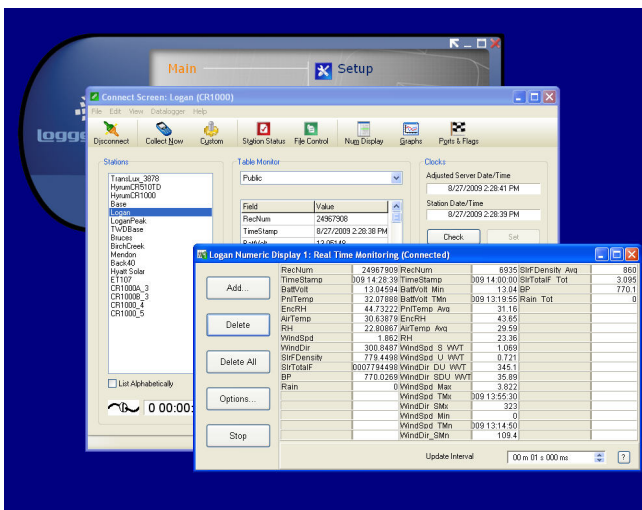 Main
Setup
logge
Connect Screen: Logan (CR1000)
File Edit View Datalogger Help
Disconnect Collect Now Custom Station Status File Control Num Display Graphs Ports & Flags
Stations
TransLux_3878
HyrumCR510TD
HyrumCR1000
Base
Logan
LoganPeak
TWDBase
Bruces
BirchCreek
Mendon
Back40
Hyatt Solar
ET107
CR1000A_3
CR1000B_3
CR1000_4
CR1000_5
List Alphabetically
0 00:00:
Table Monitor
Public
Field Value
RecNum 24967908
TimeStamp 8/27/2009 2:28:38 PM
BattVolt 13.05148
Clocks
Adjusted Server Date/Time
8/27/2009 2:28:41 PM
Station Date/Time
8/27/2009 2:28:39 PM
Check Set
Logan Numeric Display 1: Real Time Monitoring (Connected)
Add...
Delete
Delete All
Options...
Stop
RecNum 24967909 RecNum 6935 SlrFDensity_Avg 860
TimeStamp 009 14:28:39 TimeStamp 009 14:00:00 SlrTotalF_Tot 3.095
BattVolt 13.04594 BattVolt_Min 13.04 BP 770.1
PnlTemp 32.07888 BattVolt_TMn 009 13:19:55 Rain_Tot 0
EncRH 44.73222 PnlTemp_Avg 31.16
AirTemp 30.63879 EncRH 43.65
RH 22.80867 AirTemp_Avg 29.59
WindSpd 1.862 RH 23.36
WindDir 300.8487 WindSpd_S_WVT 1.069
SlrFDensity 779.4498 WindSpd_U_WVT 0.721
SlrTotalF 0007794498 WindDir_DU_WVT 345.1
BP 770.0269 WindDir_SDU_WVT 35.89
Rain 0 WindSpd_Max 3.822
WindSpd_TMx 009 13:55:30
WindDir_SMx 323
WindSpd_Min 0
WindSpd_TMn 009 13:14:50
WindDir_SMn 109.4
Update Interval 00 m 01 s 000 ms ?